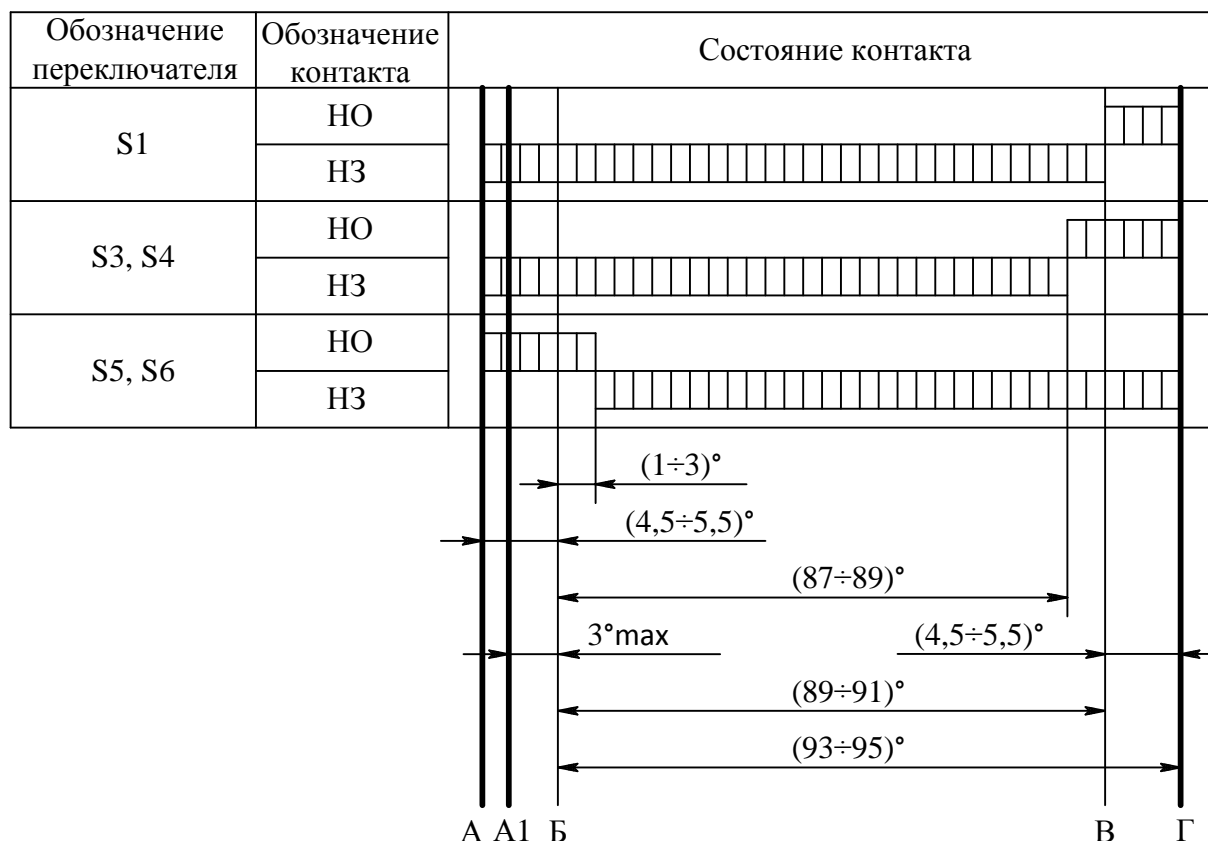 Обозначение переключателя
Обозначение контакта
Состояние контакта
S1
НО
НЗ
S3, S4
НО
НЗ
S5, S6
НО
НЗ
(1÷3)°
(4,5÷5,5)°
(87÷89)°
3°max
(4,5÷5,5)°
(89÷91)°
(93÷95)°
А А1 Б В Г